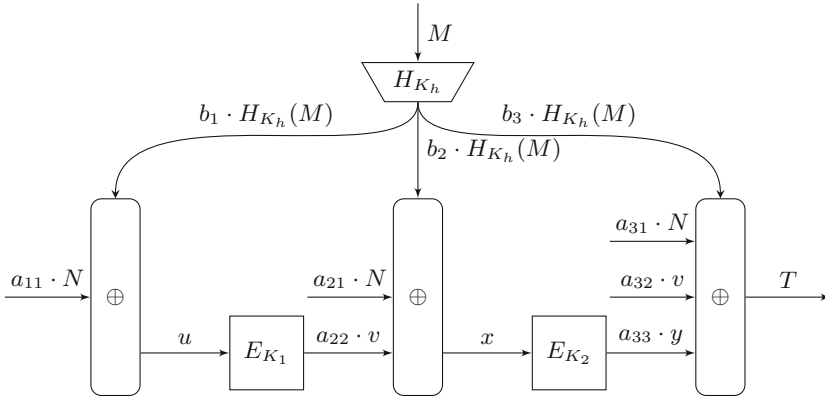 M
H_{K_h}
b_1 · H_{K_h}(M)
b_3 · H_{K_h}(M)
b_2 · H_{K_h}(M)
a_{31} · N
a_{11} · N
⊕
a_{21} · N
⊕
a_{32} · v
⊕
T
u
E_{K_1}
a_{22} · v
x
E_{K_2}
a_{33} · y